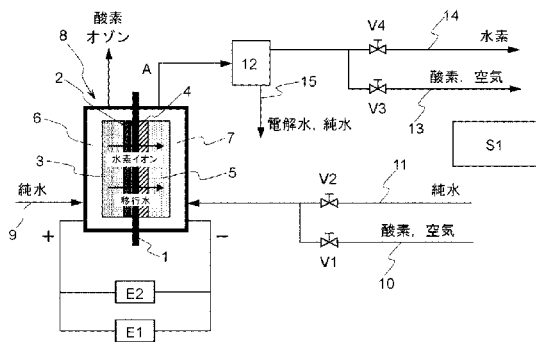 酸素
オゾン
8
A
2
4
6
7
3
5
水素イオン
移行水
純水
9
+
−
1
E2
E1
12
15
電解水, 純水
V4
14
水素
酸素, 空気
V3
13
S1
V2
11
純水
酸素, 空気
V1
10